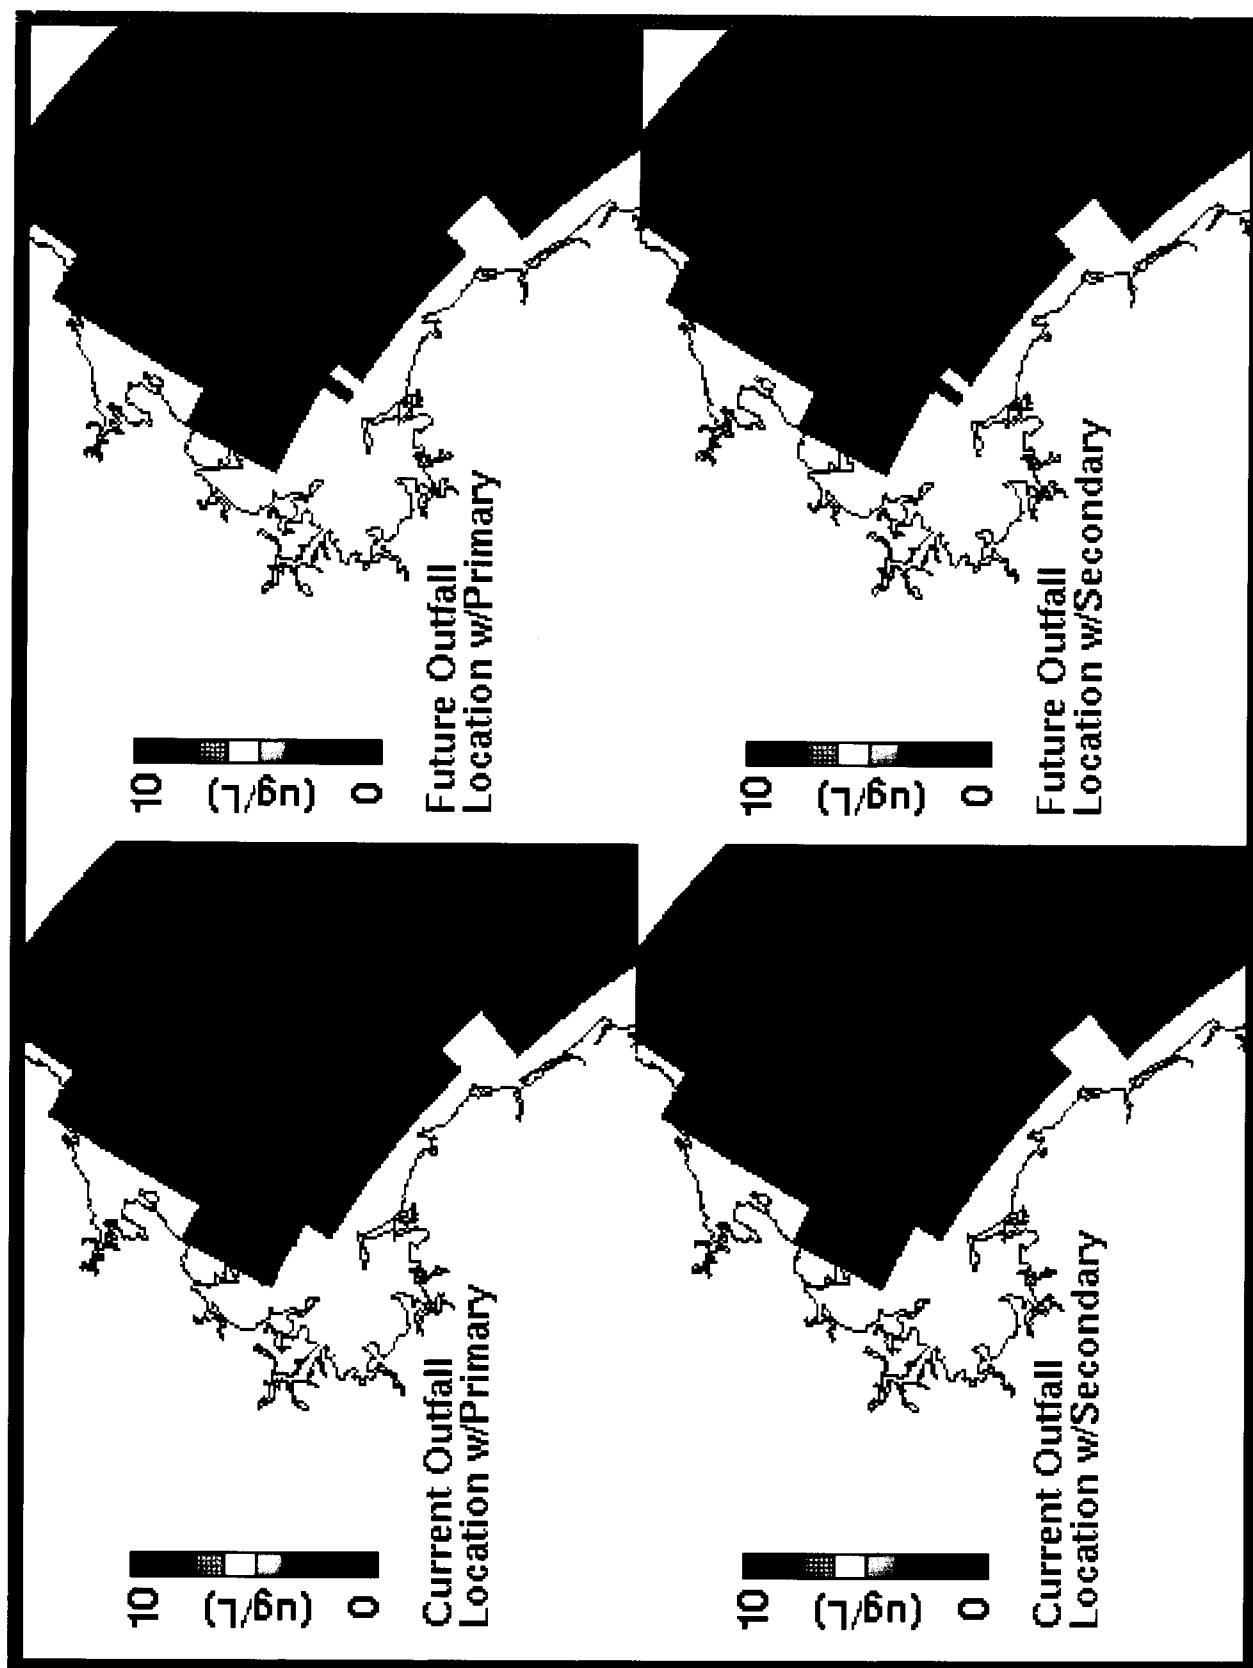 10
(ug/L)
0
Current Outfall
Location w/Primary
10
(ug/L)
0
Future Outfall
Location w/Primary
10
(ug/L)
0
Current Outfall
Location w/Secondary
10
(ug/L)
0
Future Outfall
Location w/Secondary